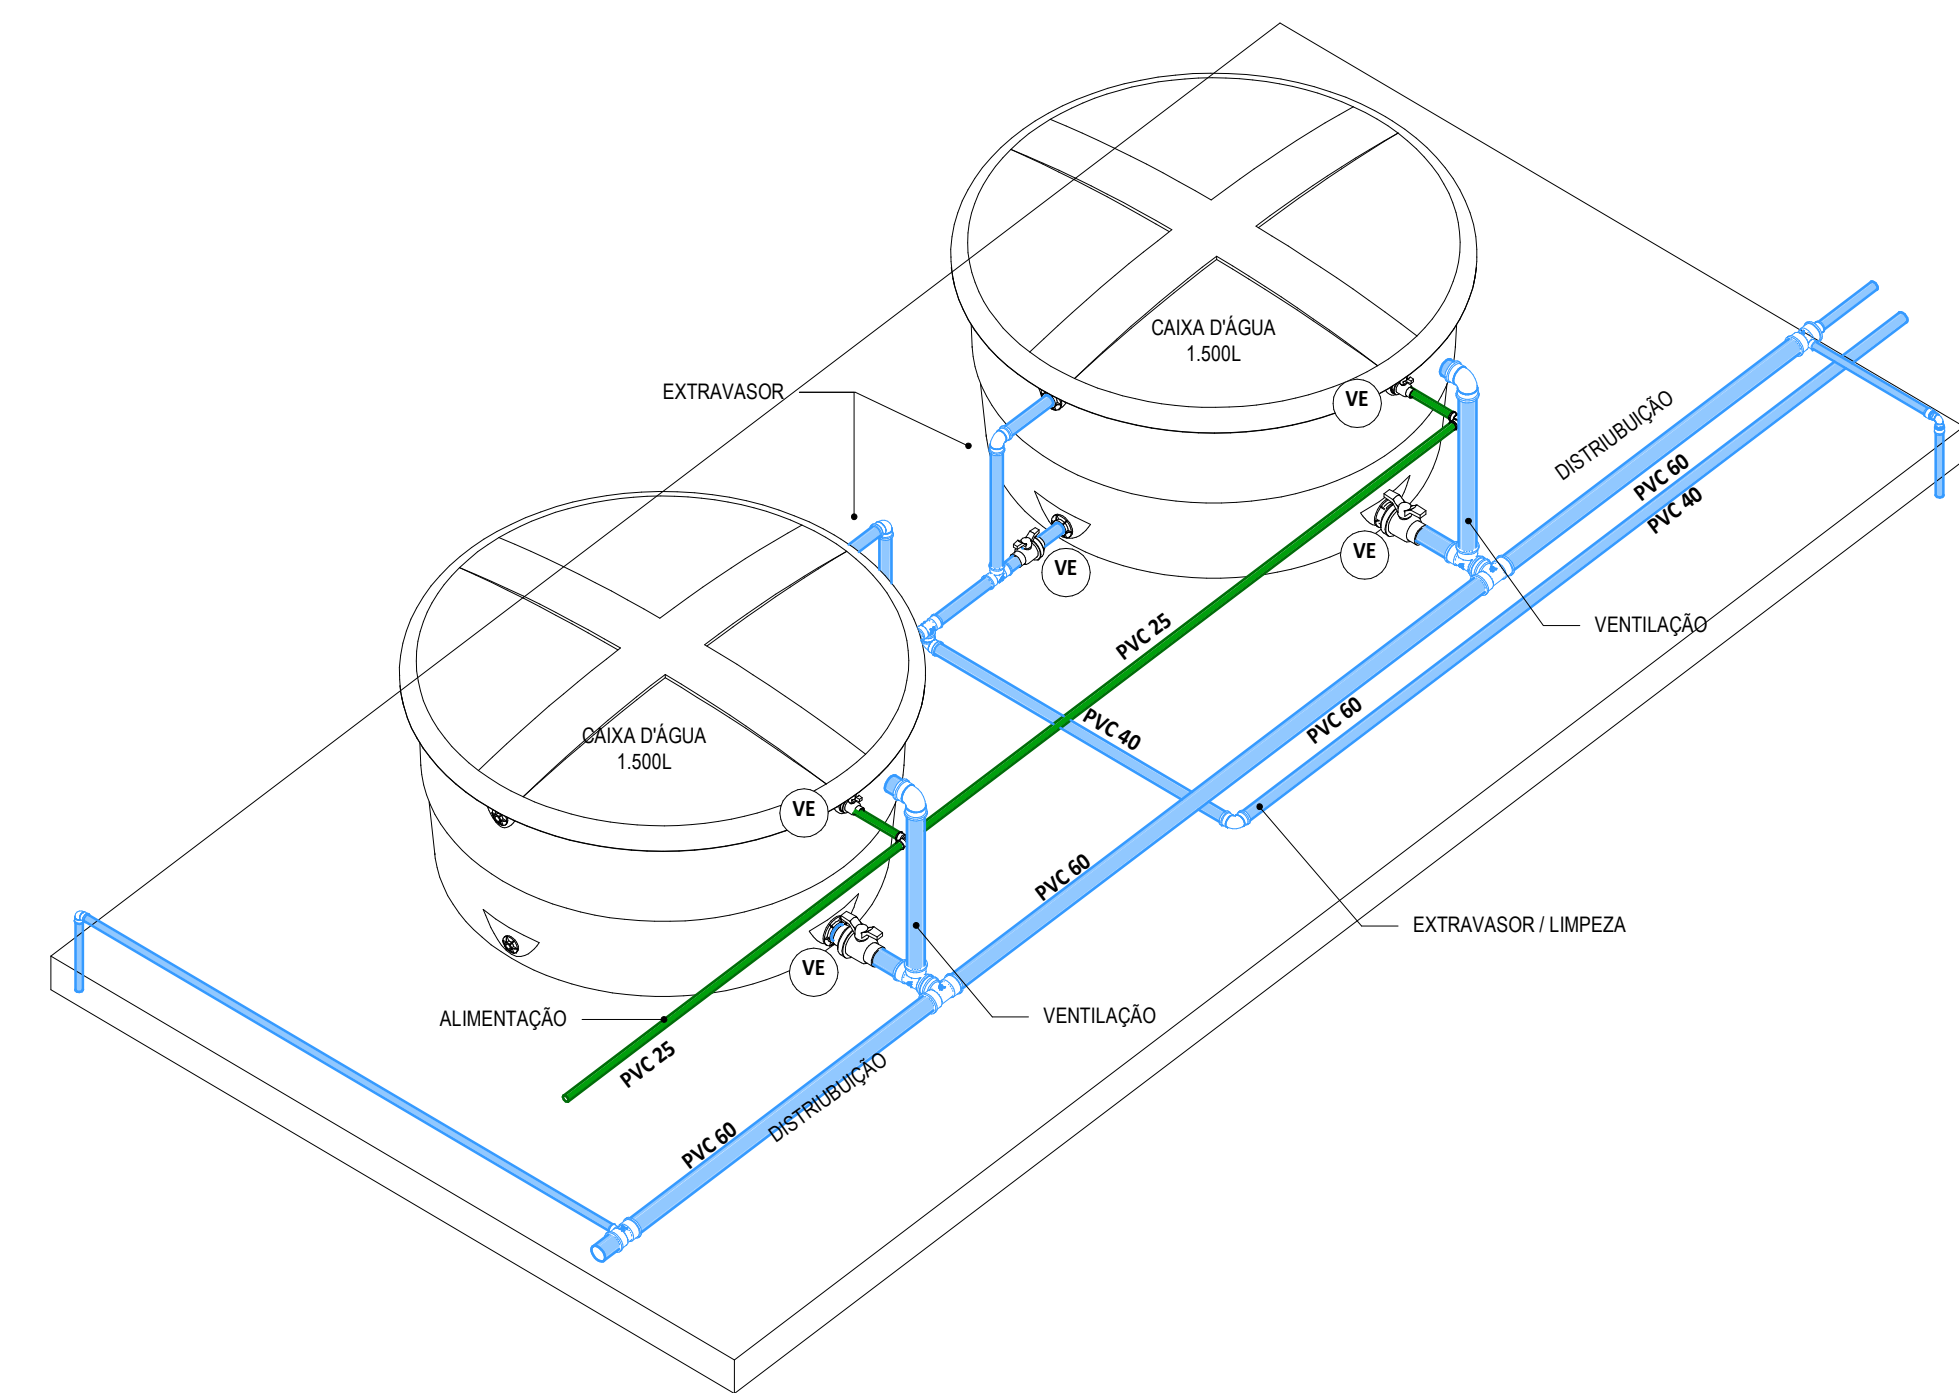 CAIXA D'ÁGUA
1.500L
EXTRAVASOR
VE
DISTRIUBUIÇÃO
PVC 60
PVC 40
VE
VE
VENTILAÇÃO
PVC 25
PVC 40
PVC 60
CAIXA D'ÁGUA
1.500L
VE
PVC 60
EXTRAVASOR / LIMPEZA
VE
ALIMENTAÇÃO
VENTILAÇÃO
PVC 25
DISTRIUBUIÇÃO
PVC 60